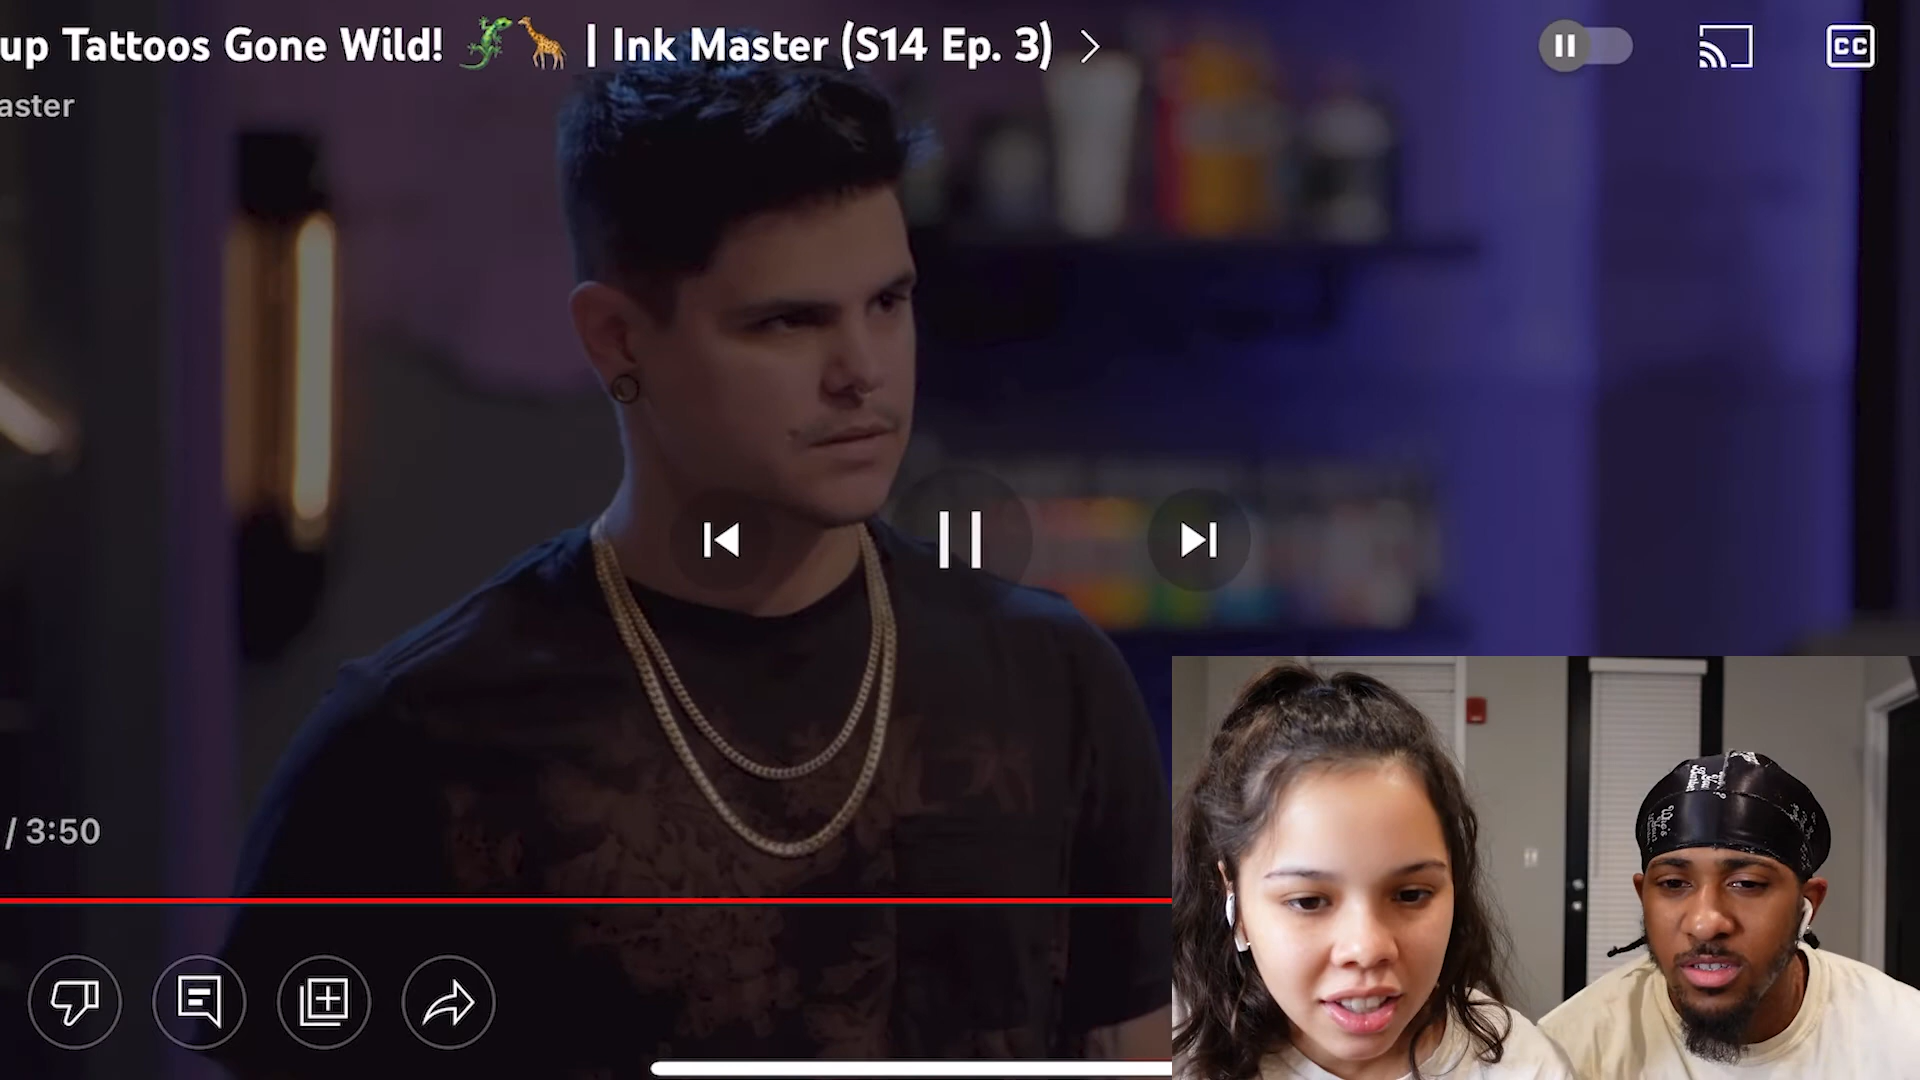 up Tattoos Gone Wild! 🦎🦒 | Ink Master (S14 Ep. 3)
CC
aster
/ 3:50